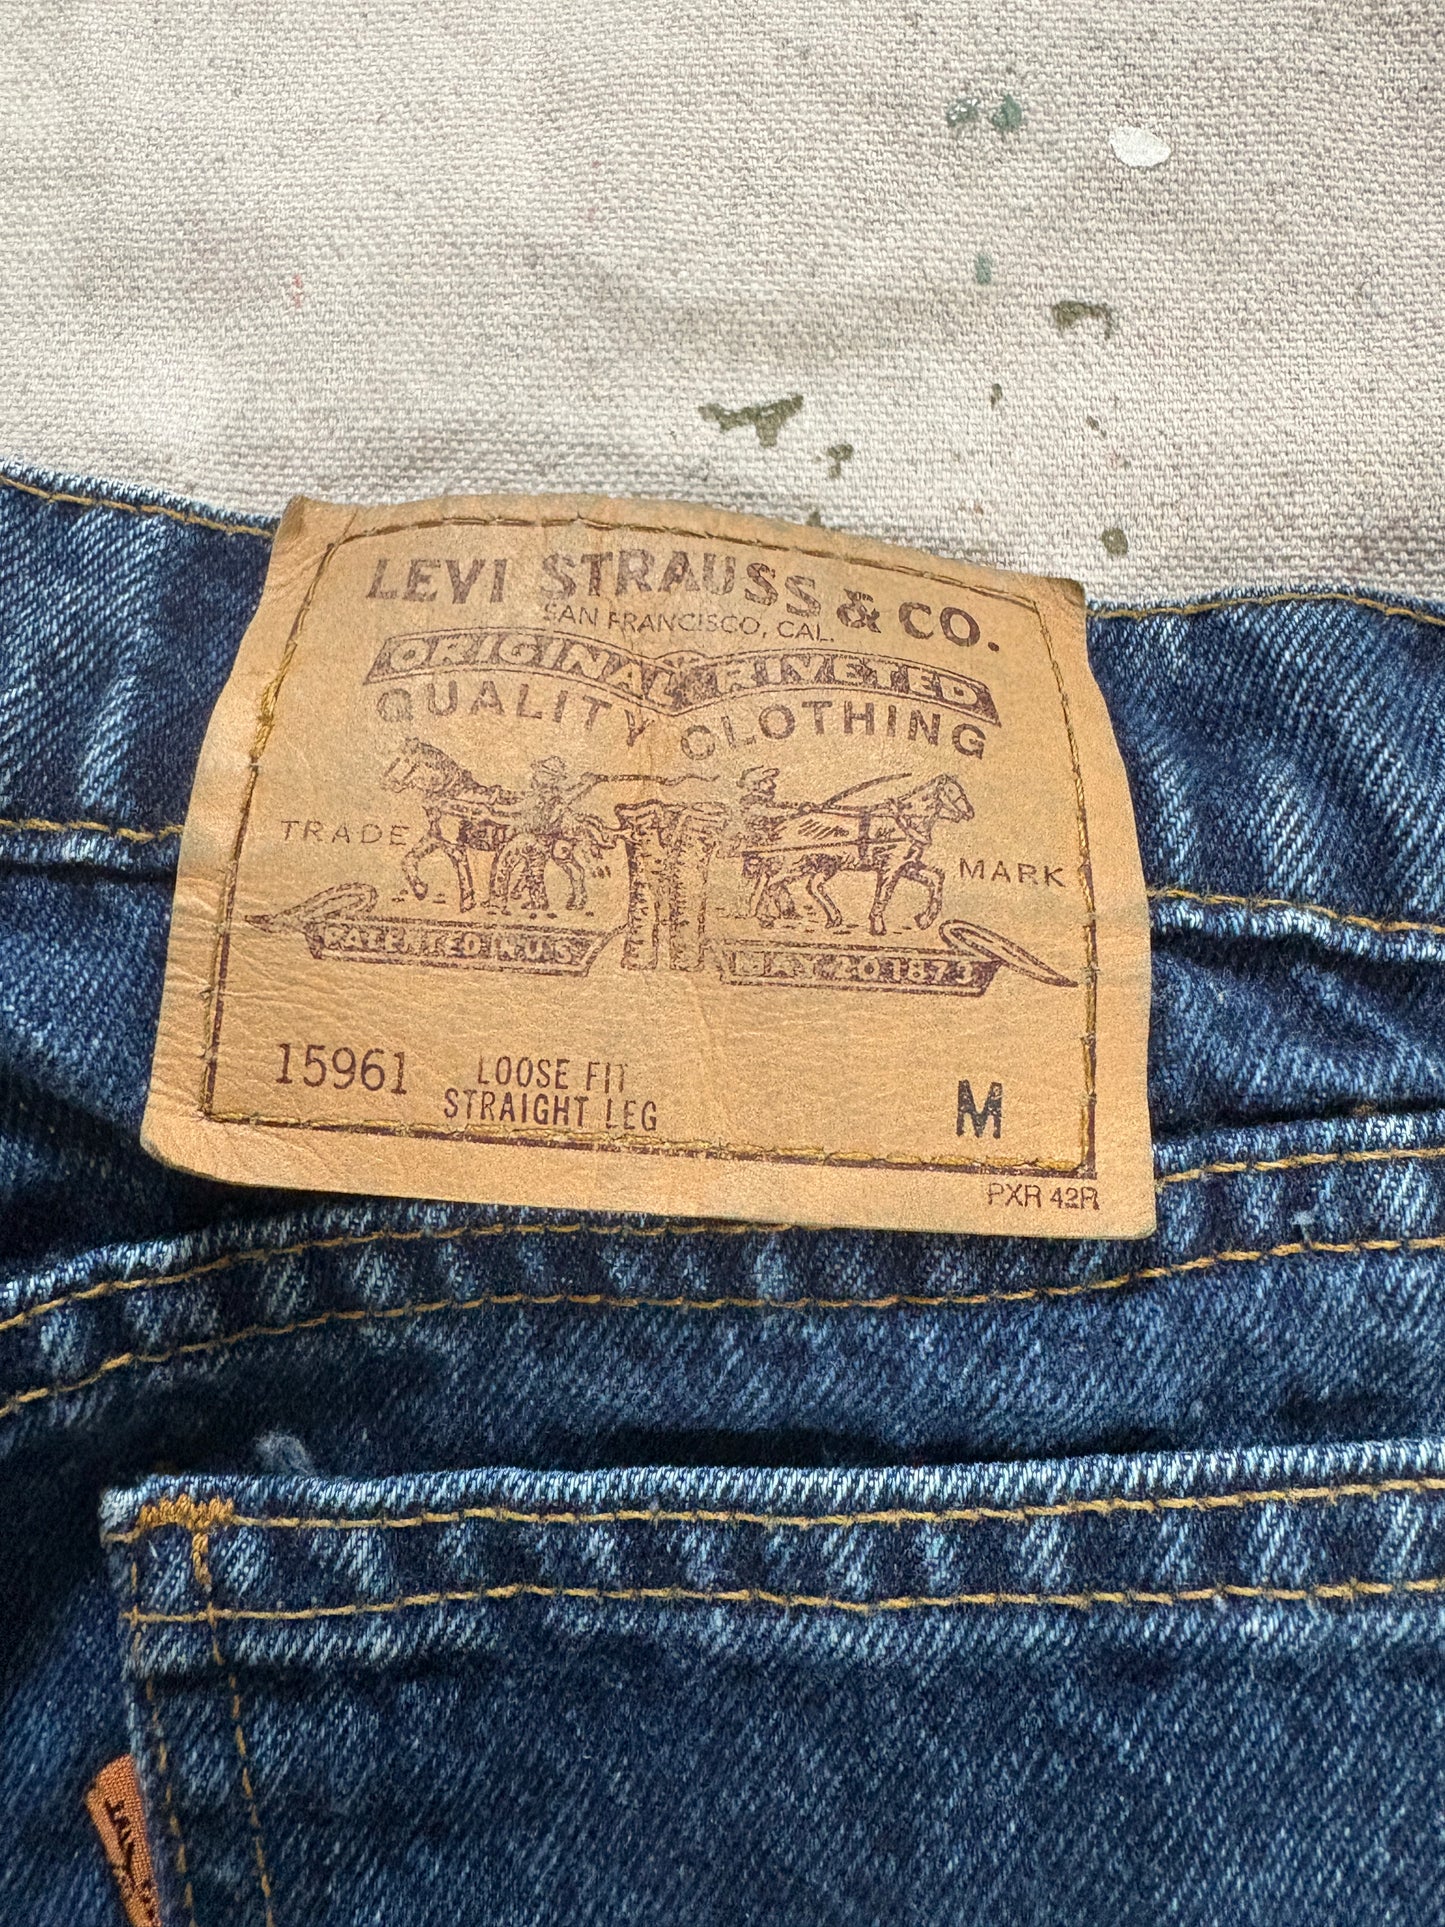 LEVI STRAUSS & CO.
SAN FRANCISCO, CAL.
ORIGINAL RIVETED
QUALITY CLOTHING
TRADE MARK
PATENTED IN U.S. MAY 20 1873
15961 LOOSE FIT M
STRAIGHT LEG
PXR 42R